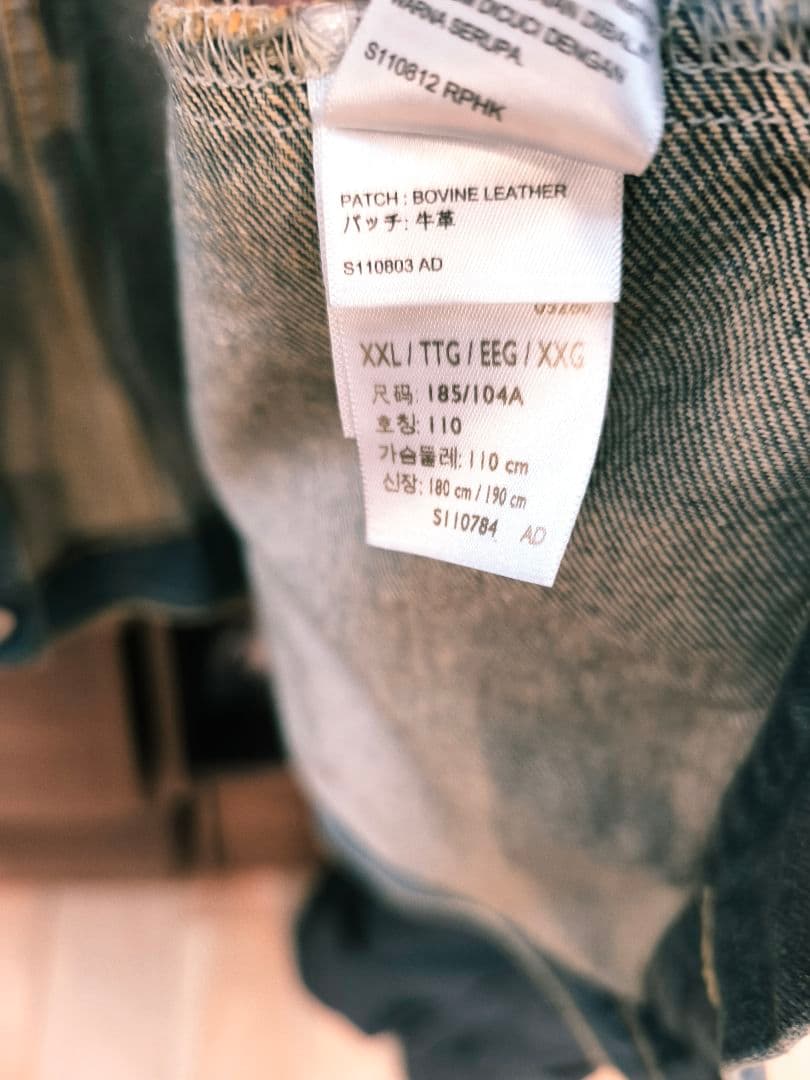 DICUCI DENGAN
WARNA SERUPA.
S110812 RPHK
PATCH : BOVINE LEATHER
パッチ: 牛革
S110803 AD
XXL / TTG / EEG / XXG
尺码: 185/104A
호칭: 110
가슴둘레: 110 cm
신장: 180 cm / 190 cm
S110784 AD